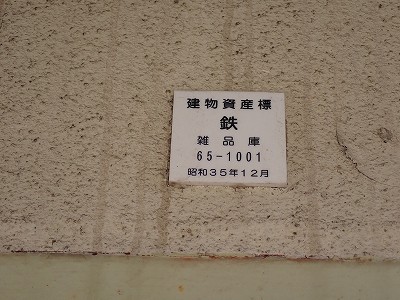 建物資産標
鉄
雑品庫
65-1001
昭和35年12月